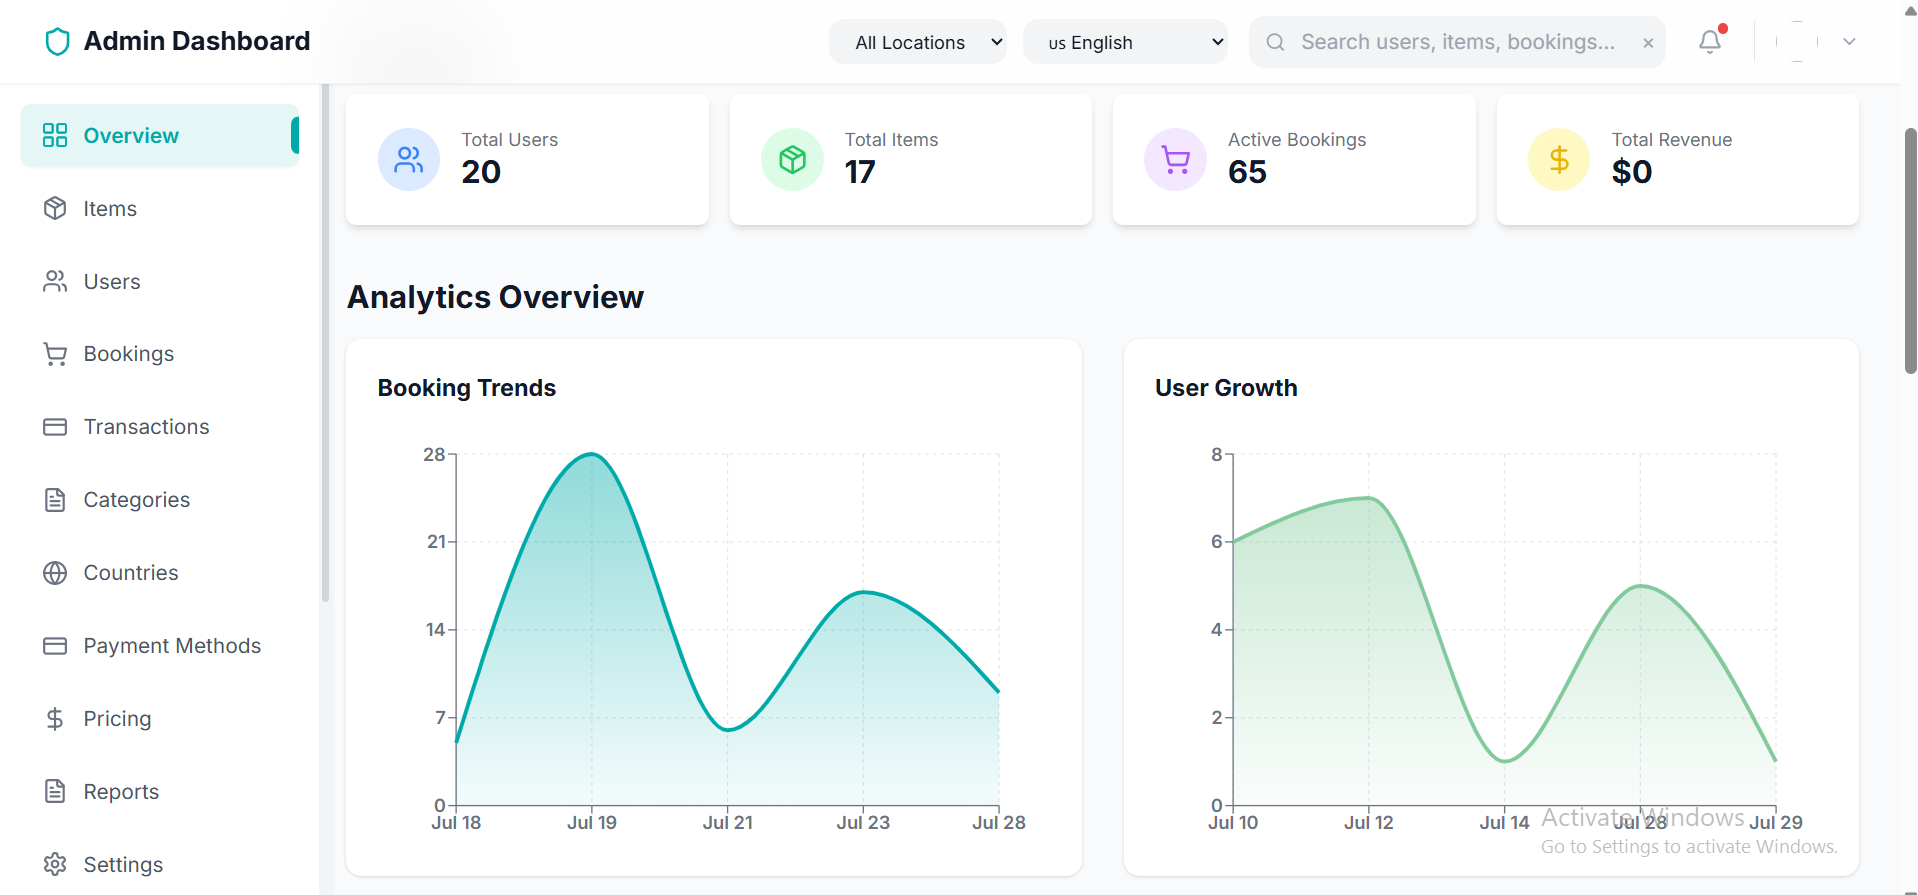 Admin Dashboard
All Locations
us English
Search users, items, bookings...
Overview
Items
Users
Bookings
Transactions
Categories
Countries
Payment Methods
Pricing
Reports
Settings
Total Users
20
Total Items
17
Active Bookings
65
Total Revenue
$0
Analytics Overview
Booking Trends
28
21
14
7
0
Jul 18 Jul 19 Jul 21 Jul 23 Jul 28
User Growth
8
6
4
2
0
Jul 10 Jul 12 Jul 14 Jul 28 Jul 29
Activate Windows
Go to Settings to activate Windows.